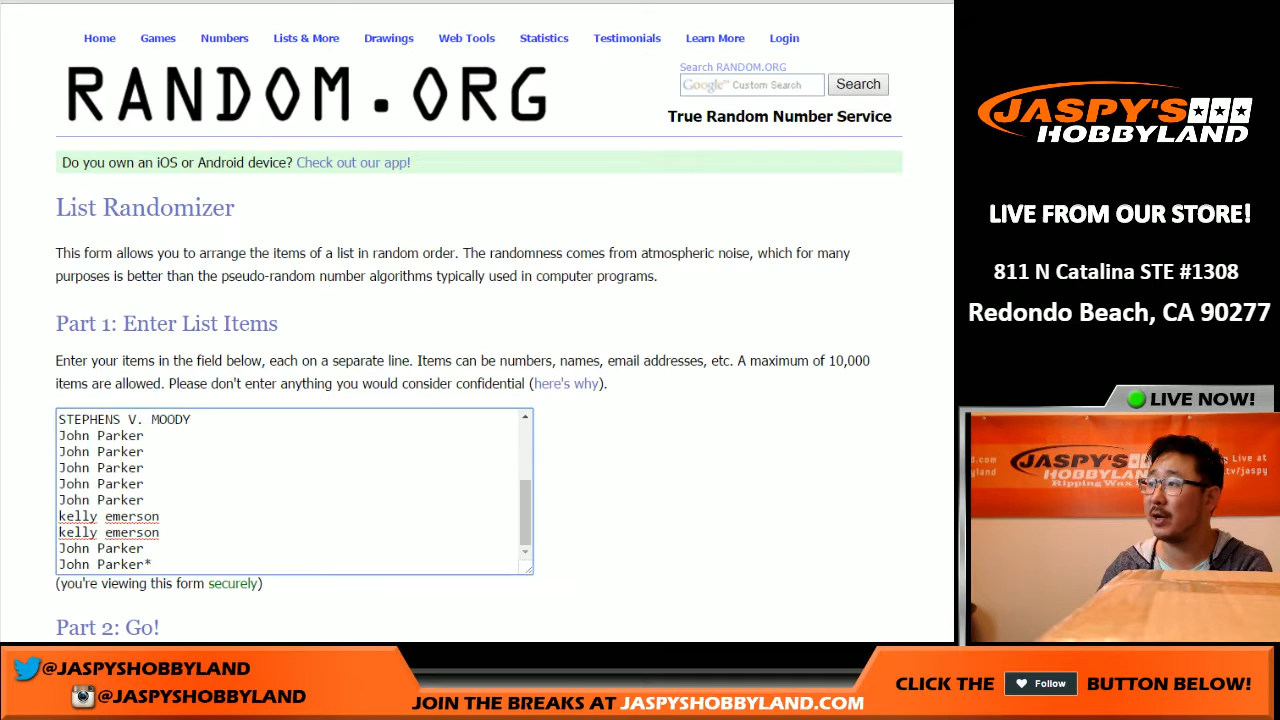 Home Games Numbers Lists & More Drawings Web Tools Statistics Testimonials Learn More Login
RANDOM.ORG
Search RANDOM.ORG
Google™ Custom Search
Search
True Random Number Service
Do you own an iOS or Android device? Check out our app!
List Randomizer
This form allows you to arrange the items of a list in random order. The randomness comes from atmospheric noise, which for many
purposes is better than the pseudo-random number algorithms typically used in computer programs.
Part 1: Enter List Items
Enter your items in the field below, each on a separate line. Items can be numbers, names, email addresses, etc. A maximum of 10,000
items are allowed. Please don't enter anything you would consider confidential (here's why).
STEPHENS V. MOODY
John Parker
John Parker
John Parker
John Parker
John Parker
kelly emerson
kelly emerson
John Parker
John Parker*
(you're viewing this form securely)
Part 2: Go!
JASPY'S
HOBBYLAND
LIVE FROM OUR STORE!
811 N Catalina STE #1308
Redondo Beach, CA 90277
LIVE NOW!
JASPY'S
HOBBYLAND
Ripping Wax
Live at
@JASPYSHOBBYLAND
@JASPYSHOBBYLAND
JOIN THE BREAKS AT JASPYSHOBBYLAND.COM
CLICK THE Follow BUTTON BELOW!